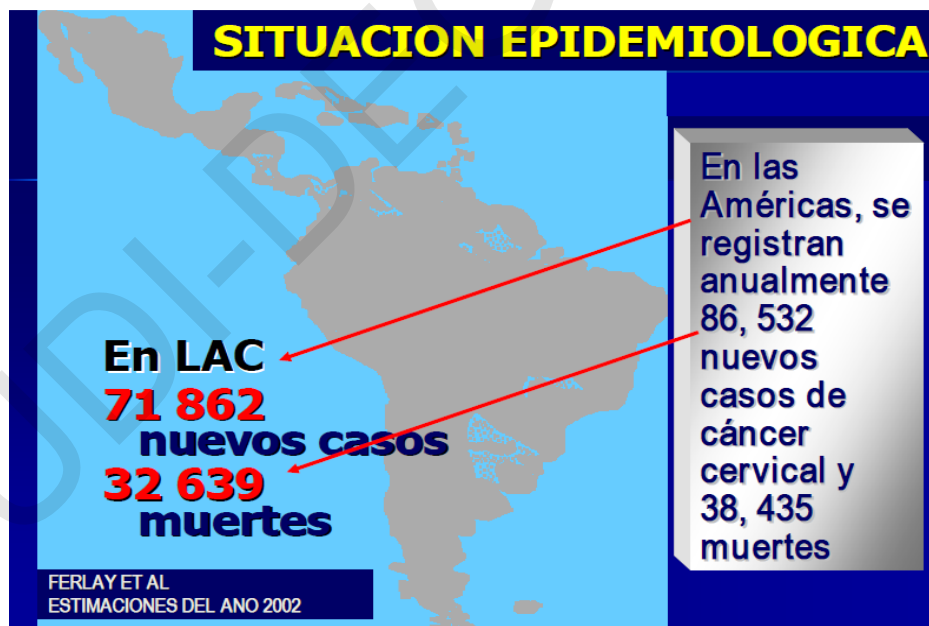 SITUACION EPIDEMIOLOGICA
En las
Américas, se
registran
anualmente
86, 532
nuevos
casos de
cáncer
cervical y
38, 435
muertes
En LAC
71 862
nuevos casos
32 639
muertes
FERLAY ET AL
ESTIMACIONES DEL ANO 2002